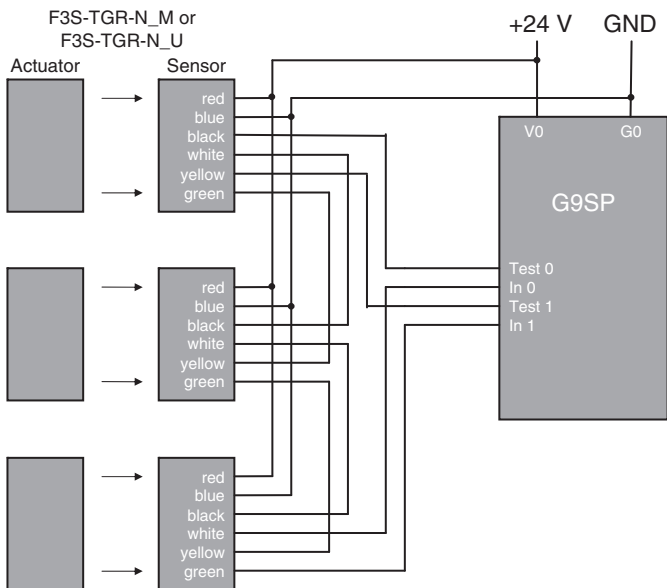 F3S-TGR-N_M or
F3S-TGR-N_U
Actuator
Sensor
+24 V
GND
red
blue
black
white
yellow
green
V0
G0
G9SP
Test 0
In 0
Test 1
In 1
red
blue
black
white
yellow
green
red
blue
black
white
yellow
green